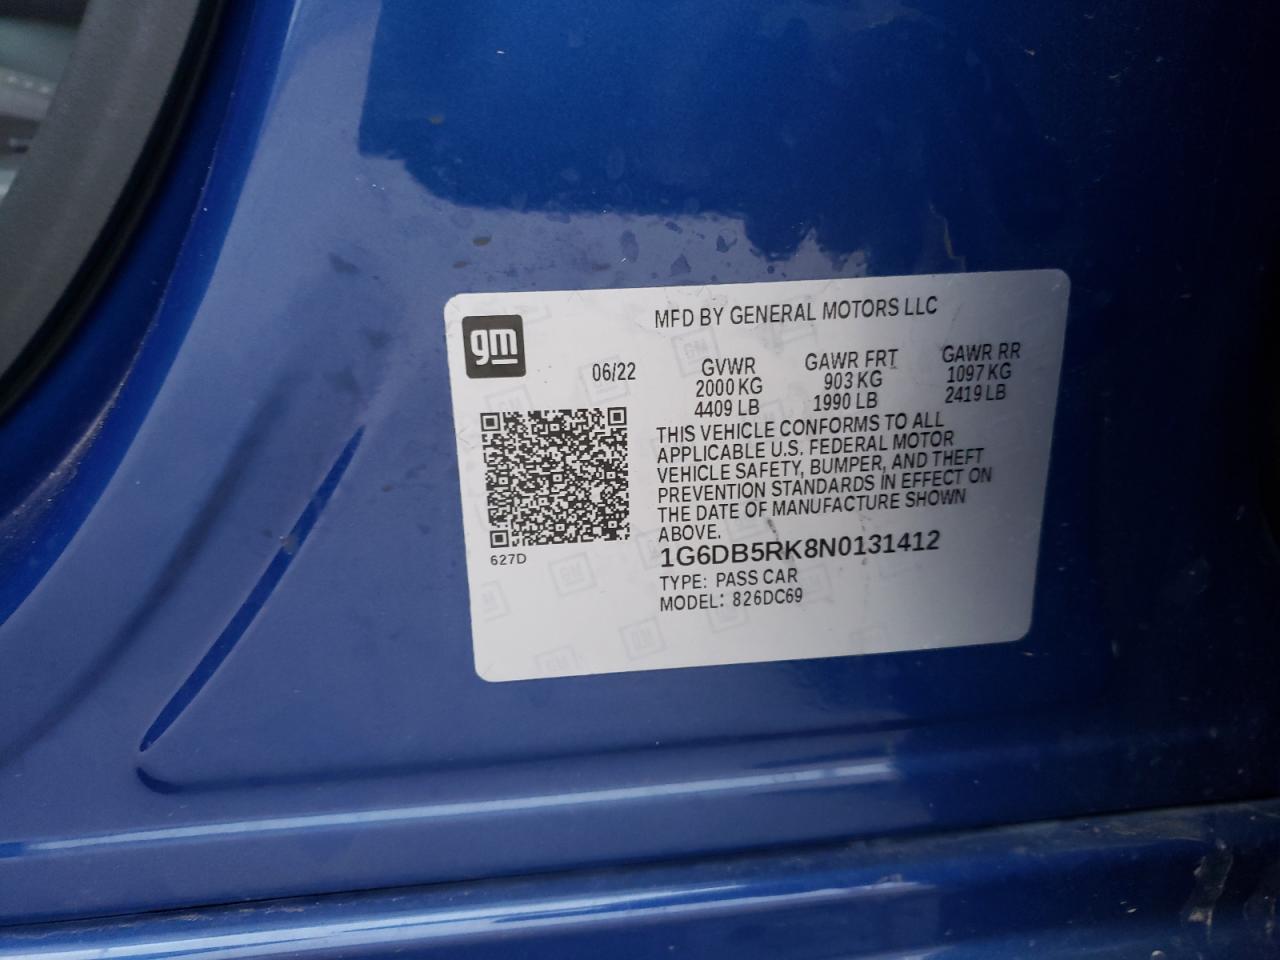 MFD BY GENERAL MOTORS LLC
gm
06/22
GVWR
2000 KG
4409 LB
GAWR FRT
903 KG
1990 LB
GAWR RR
1097 KG
2419 LB
THIS VEHICLE CONFORMS TO ALL
APPLICABLE U.S. FEDERAL MOTOR
VEHICLE SAFETY, BUMPER, AND THEFT
PREVENTION STANDARDS IN EFFECT ON
THE DATE OF MANUFACTURE SHOWN
ABOVE.
627D
1G6DB5RK8N0131412
TYPE: PASS CAR
MODEL: 826DC69